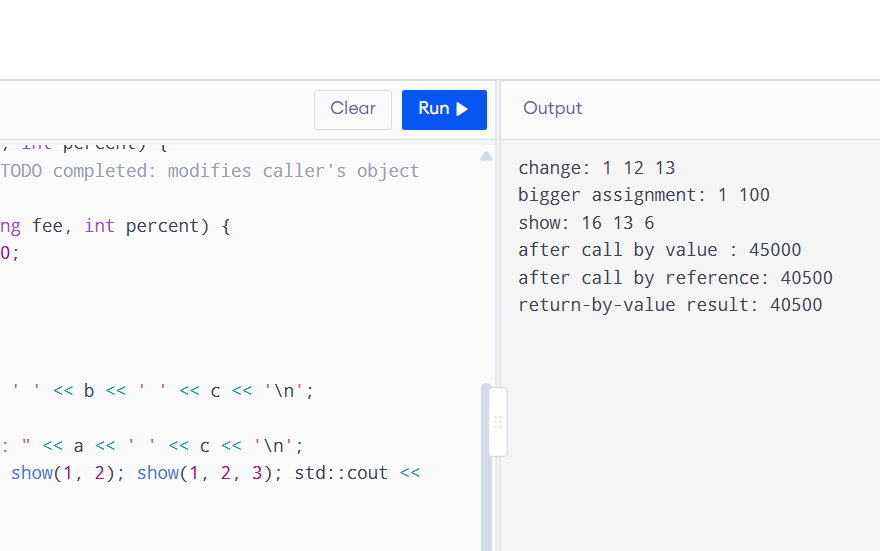 Clear
Run
Output
, int percent) {
TODO completed: modifies caller's object
ng fee, int percent) {
0;
' ' << b << ' ' << c << '\n';
: " << a << ' ' << c << '\n';
show(1, 2); show(1, 2, 3); std::cout <<
change: 1 12 13
bigger assignment: 1 100
show: 16 13 6
after call by value : 45000
after call by reference: 40500
return-by-value result: 40500